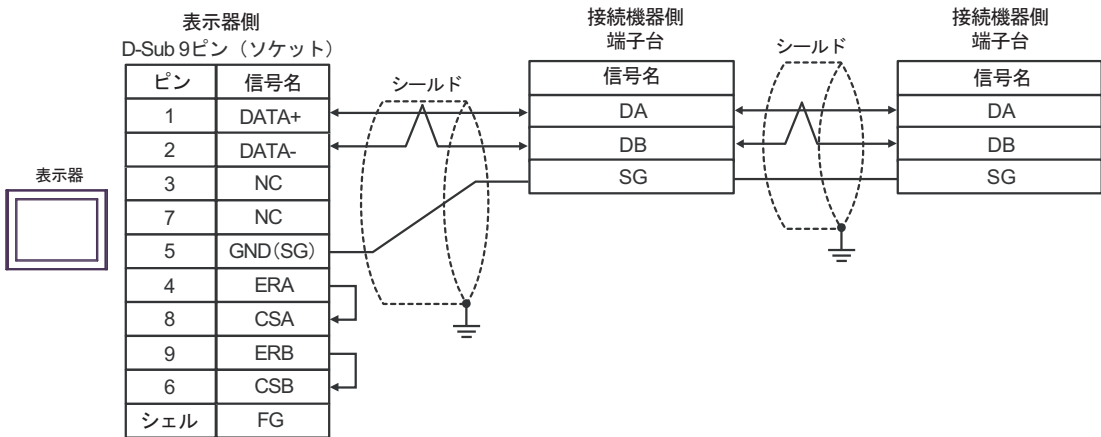 表示器側
D-Sub 9ピン（ソケット）
ピン 信号名
1 DATA+
2 DATA-
3 NC
7 NC
5 GND(SG)
4 ERA
8 CSA
9 ERB
6 CSB
シェル FG
表示器
シールド
接続機器側
端子台
信号名
DA
DB
SG
シールド
接続機器側
端子台
信号名
DA
DB
SG